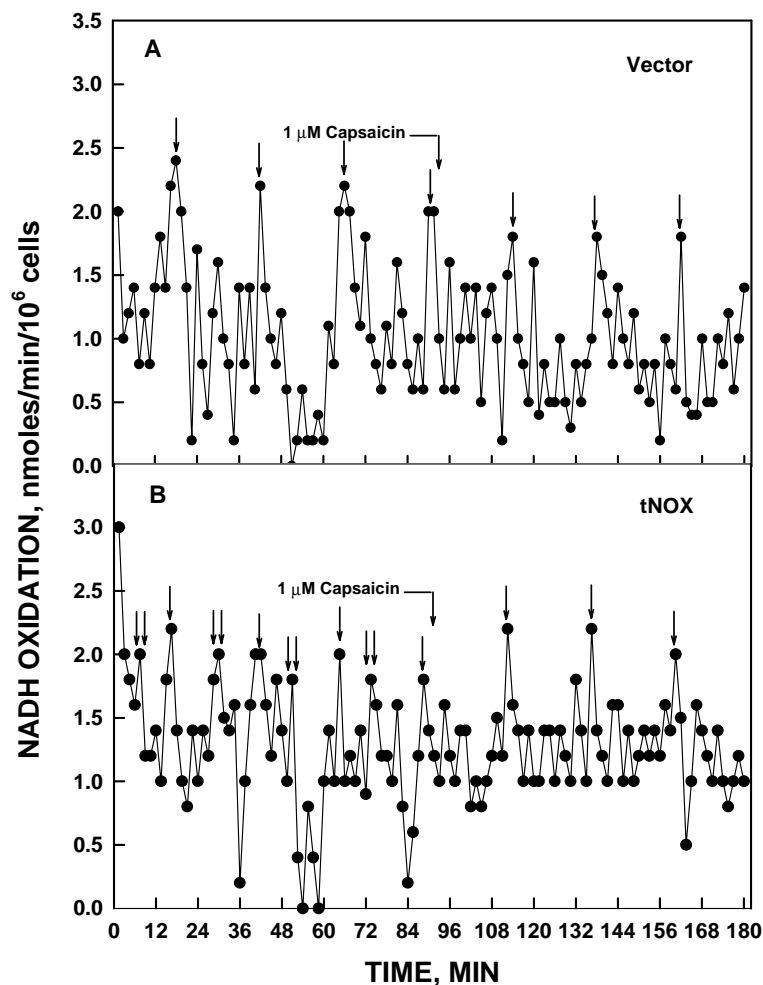 3.5
A
Vector
3.0
2.5
1 μM Capsaicin
2.0
1.5
1.0
0.5
0.0
B
tNOX
3.0
2.5
1 μM Capsaicin
2.0
1.5
1.0
0.5
0.0
0 12 24 36 48 60 72 84 96 108 120 132 144 156 168 180
TIME, MIN
NADH OXIDATION, nmoles/min/10⁶ cells